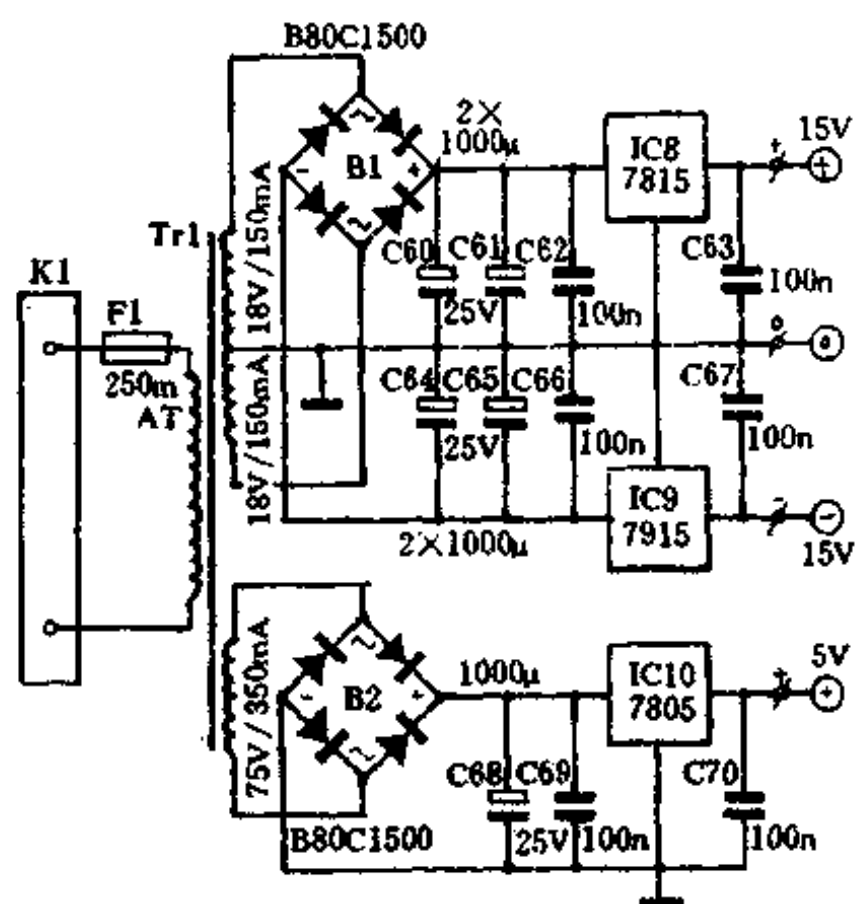 B80C1500
2×
1000μ
IC8
7815
15V
+
B1
-
+
~
~
Tr1
18V/150mA
K1
F1
250m
AT
C60
C61
C62
25V
100n
C63
100n
18V/150mA
C64
C65
C66
25V
100n
C67
100n
IC9
7915
-
15V
2×1000μ
75V/350mA
B2
-
+
~
~
1000μ
IC10
7805
5V
+
C68
C69
25V
100n
C70
100n
B80C1500